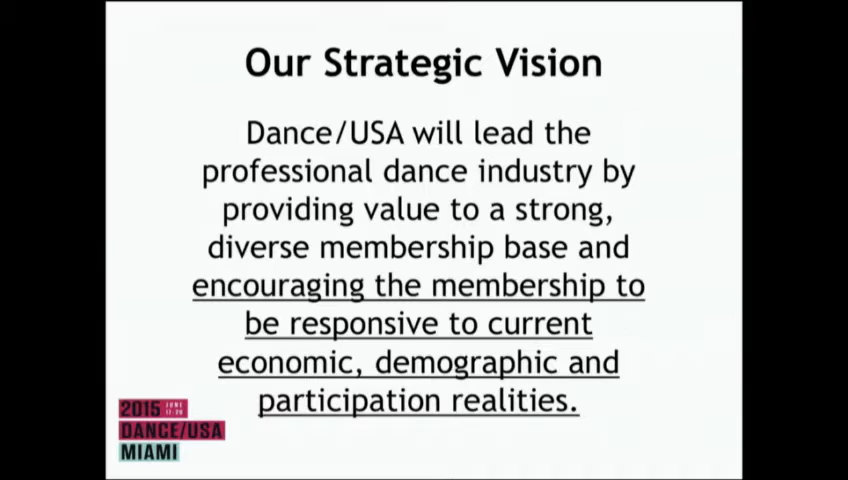 Our Strategic Vision
Dance/USA will lead the
professional dance industry by
providing value to a strong,
diverse membership base and
encouraging the membership to
be responsive to current
economic, demographic and
participation realities.
2015 JUNE
DANCE/USA
MIAMI